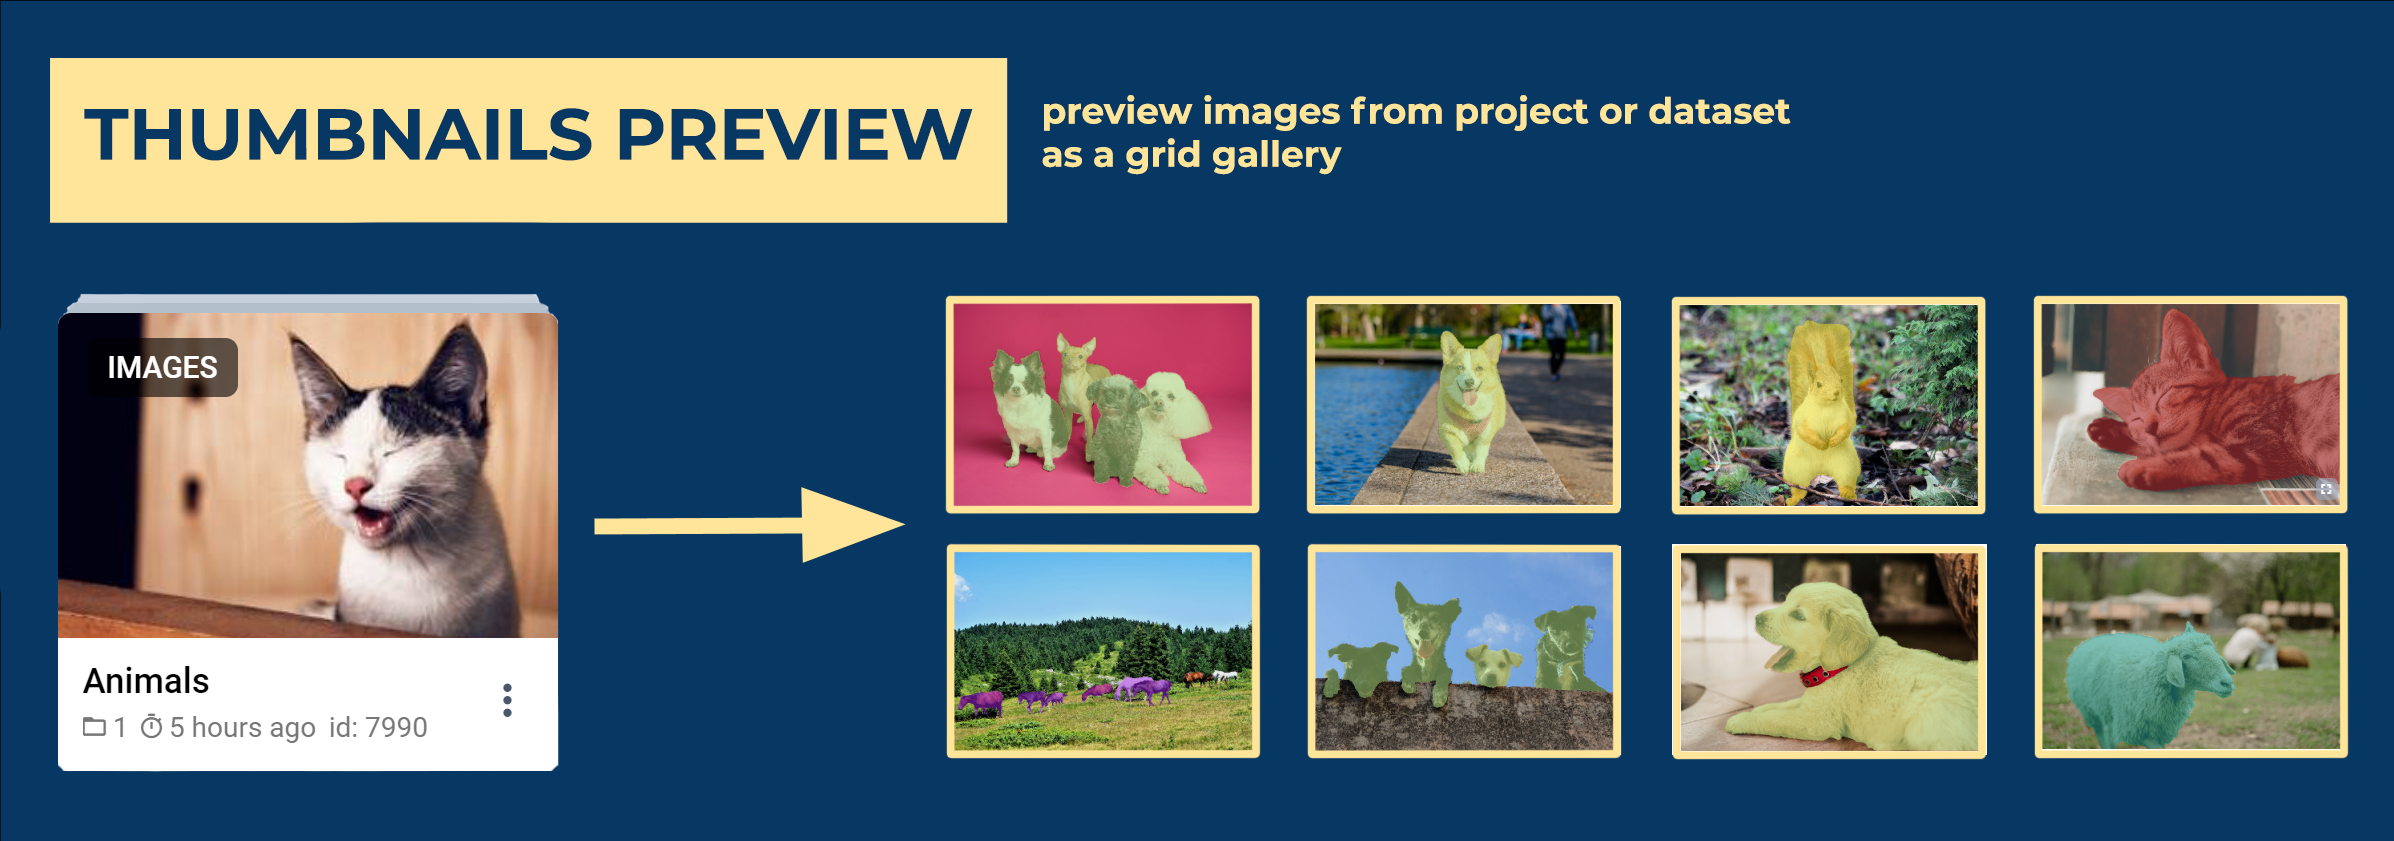 THUMBNAILS PREVIEW
preview images from project or dataset
as a grid gallery
IMAGES
Animals
1 5 hours ago id: 7990